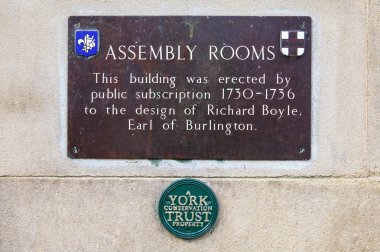 ASSEMBLY ROOMS
This building was erected by
public subscription 1730-1736
to the design of Richard Boyle.
Earl of Burlington.
A
YORK
CONSERVATION
TRUST
PROPERTY